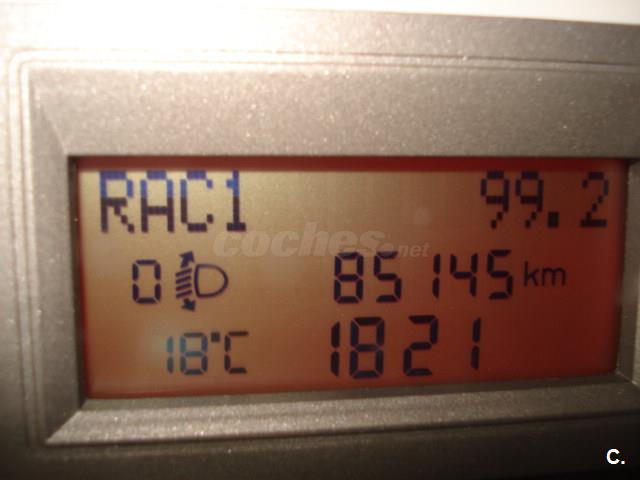 RAC1 99.2
coches.net
0 85145 km
18°C 1821
C.